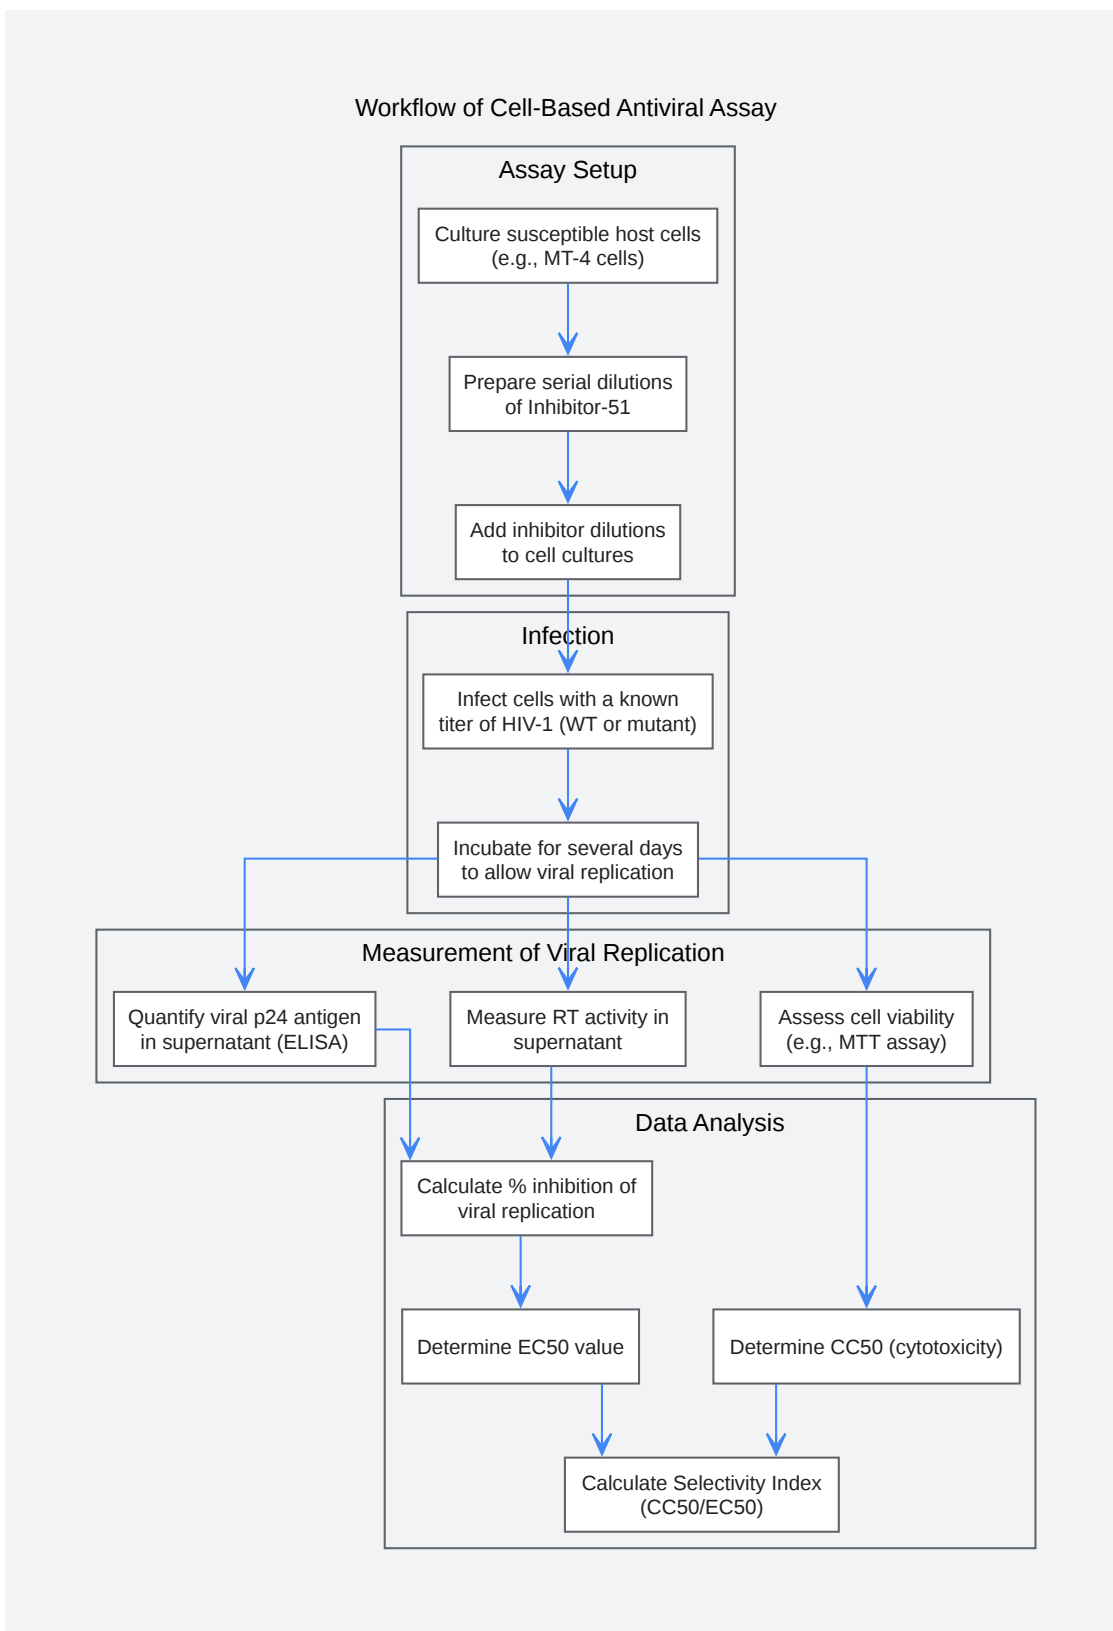 Workflow of Cell-Based Antiviral Assay
Assay Setup
Culture susceptible host cells
(e.g., MT-4 cells)
Prepare serial dilutions
of Inhibitor-51
Add inhibitor dilutions
to cell cultures
Infection
Infect cells with a known
titer of HIV-1 (WT or mutant)
Incubate for several days
to allow viral replication
Measurement of Viral Replication
Quantify viral p24 antigen
in supernatant (ELISA)
Measure RT activity in
supernatant
Assess cell viability
(e.g., MTT assay)
Data Analysis
Calculate % inhibition of
viral replication
Determine EC50 value
Determine CC50 (cytotoxicity)
Calculate Selectivity Index
(CC50/EC50)